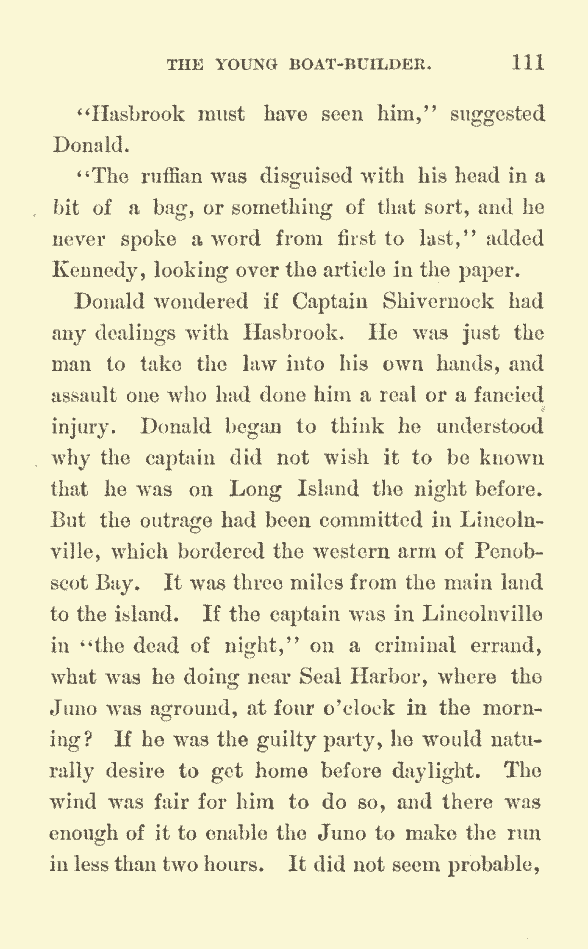 THE YOUNG BOAT-BUILDER. 111
“Hasbrook must have seen him,” suggested
Donald.
“The ruffian was disguised with his head in a
bit of a bag, or something of that sort, and he
never spoke a word from first to last,” added
Kennedy, looking over the article in the paper.
Donald wondered if Captain Shivernock had
any dealings with Hasbrook. He was just the
man to take the law into his own hands, and
assault one who had done him a real or a fancied
injury. Donald began to think he understood
why the captain did not wish it to be known
that he was on Long Island the night before.
But the outrage had been committed in Lincoln-
ville, which bordered the western arm of Penob-
scot Bay. It was three miles from the main land
to the island. If the captain was in Lincolnville
in “the dead of night,” on a criminal errand,
what was he doing near Seal Harbor, where the
Juno was aground, at four o’clock in the morn-
ing? If he was the guilty party, he would natu-
rally desire to get home before daylight. The
wind was fair for him to do so, and there was
enough of it to enable the Juno to make the run
in less than two hours. It did not seem probable,